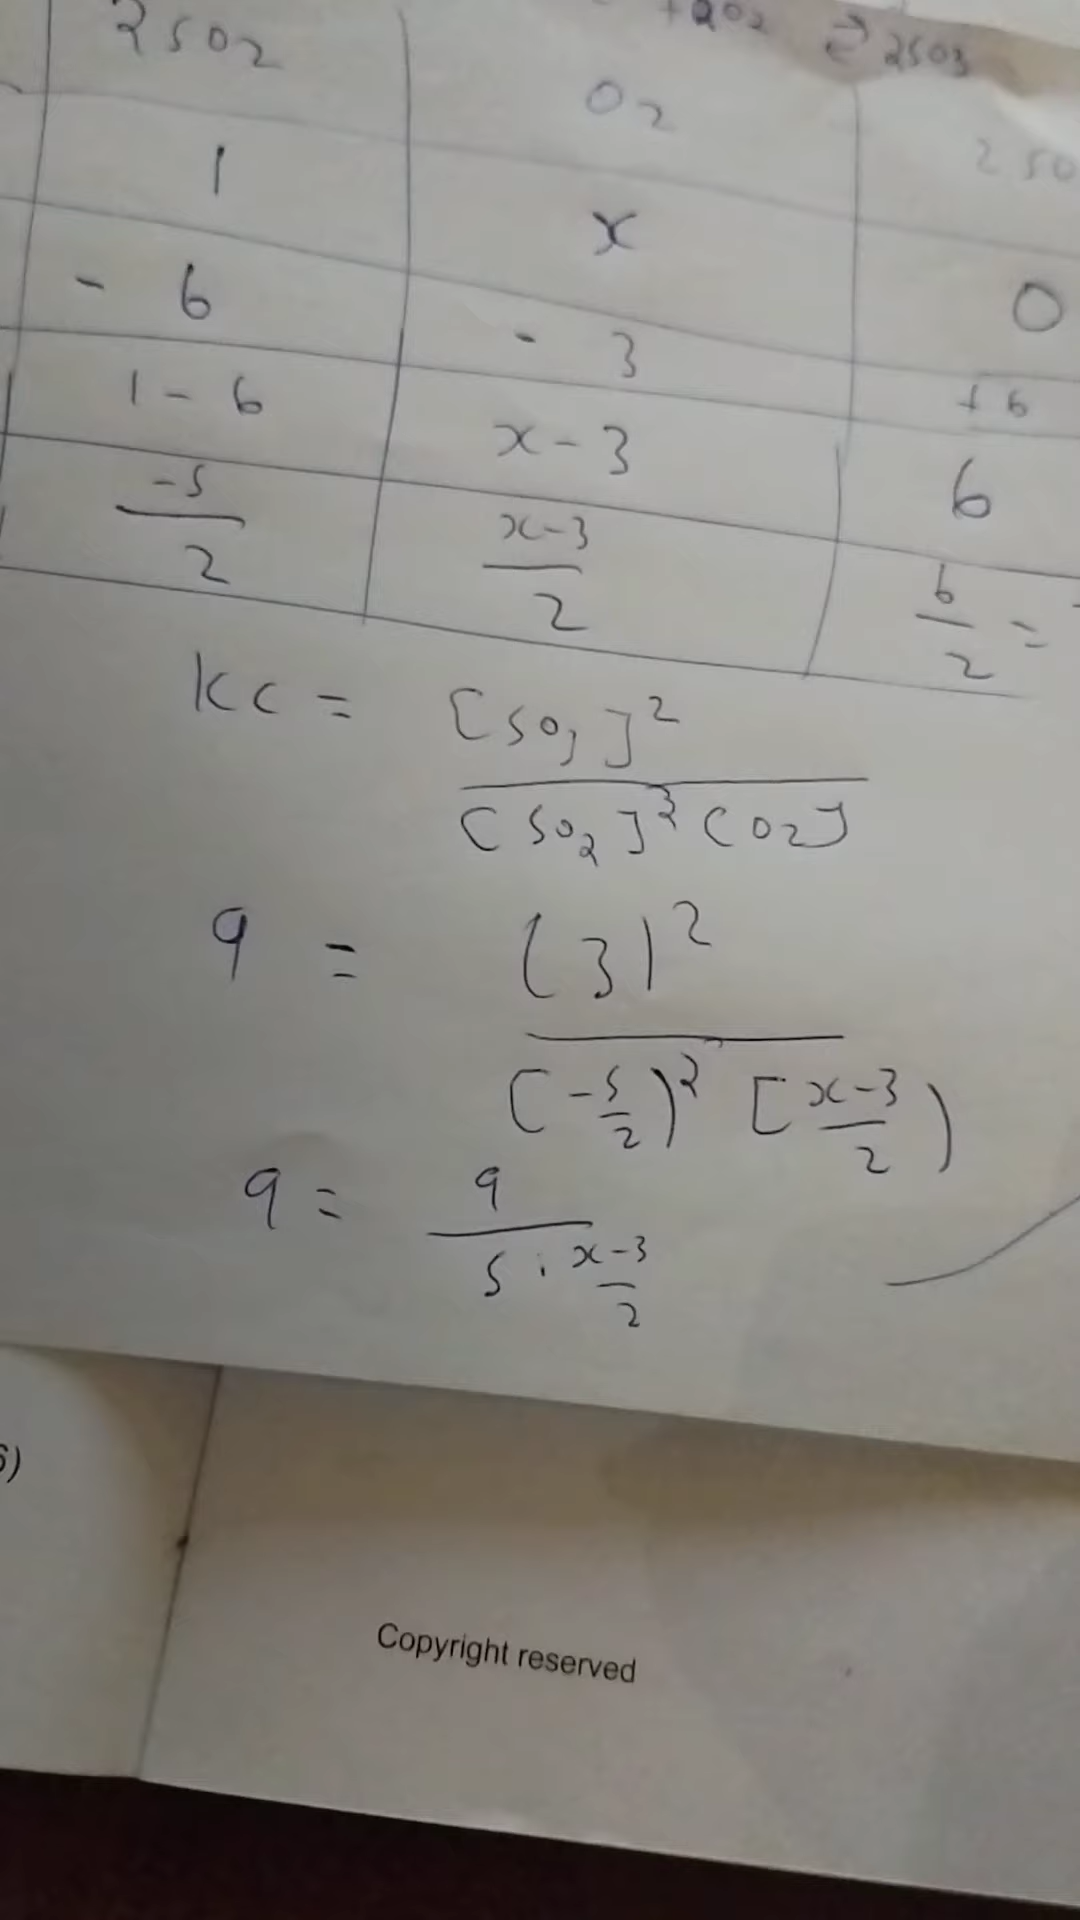 +2O2 ⇌ 2SO3
2SO2 O2 2SO
1 x 0
- 6 - 3 +6
1 - 6 x - 3 6
-5/2 x-3/2 6/2 =
Kc = [SO3]² / [SO2]² [O2]
9 = (3)² / [-5/2)² [x-3/2)
9 = 9 / 5 . x-3/2
6)
Copyright reserved